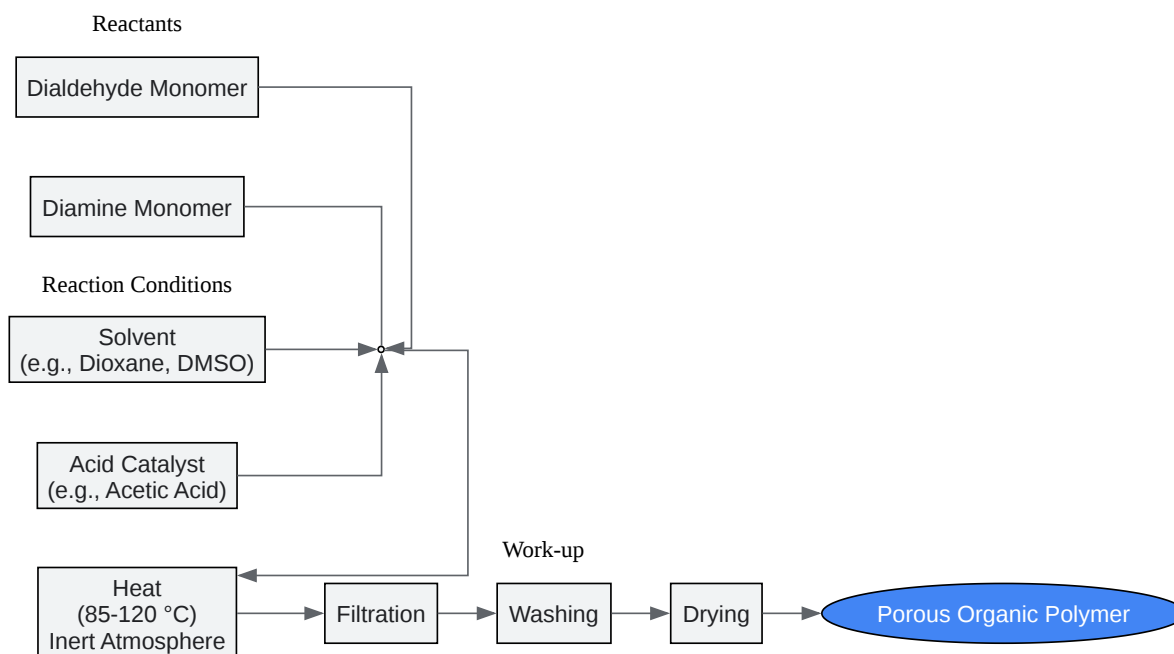 Reactants
Dialdehyde Monomer
Diamine Monomer
Reaction Conditions
Solvent
(e.g., Dioxane, DMSO)
Acid Catalyst
(e.g., Acetic Acid)
Work-up
Heat
(85-120 °C)
Inert Atmosphere
Filtration
Washing
Drying
Porous Organic Polymer